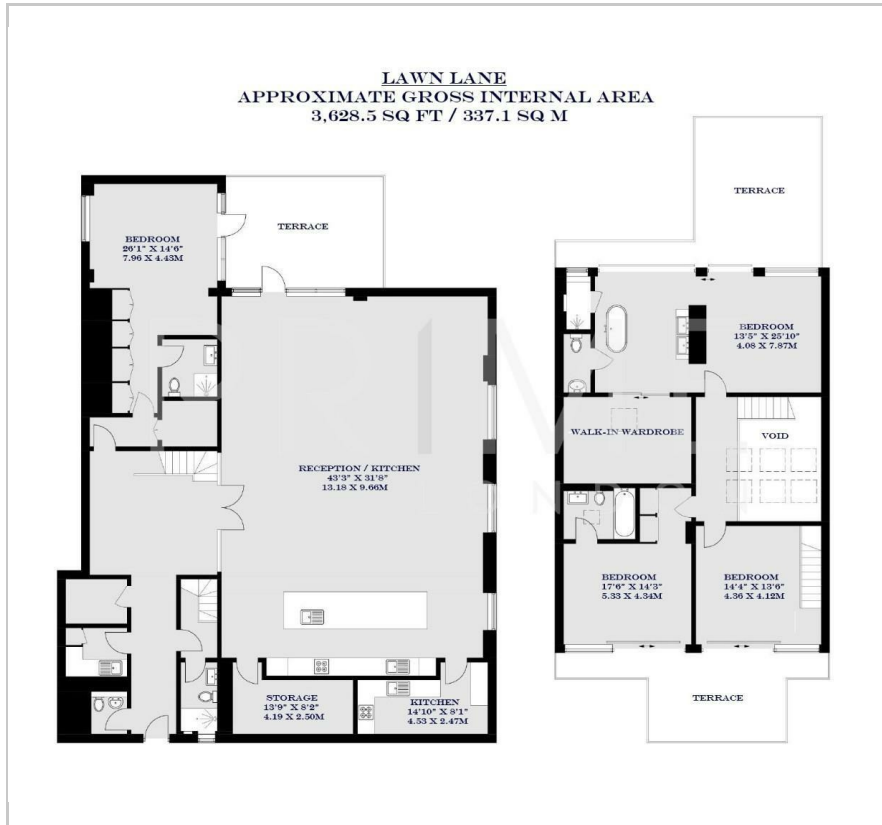 LAWN LANE
APPROXIMATE GROSS INTERNAL AREA
3,628.5 SQ FT / 337.1 SQ M
BEDROOM
26'1" X 14'6"
7.96 X 4.43M
TERRACE
RECEPTION / KITCHEN
43'3" X 31'8"
13.18 X 9.66M
STORAGE
13'9" X 8'2"
4.19 X 2.50M
KITCHEN
14'10" X 8'1"
4.53 X 2.47M
TERRACE
BEDROOM
13'5" X 25'10"
4.08 X 7.87M
WALK-IN-WARDROBE
VOID
BEDROOM
17'6" X 14'3"
5.33 X 4.34M
BEDROOM
14'4" X 13'6"
4.36 X 4.12M
TERRACE
PRIME
LONDON